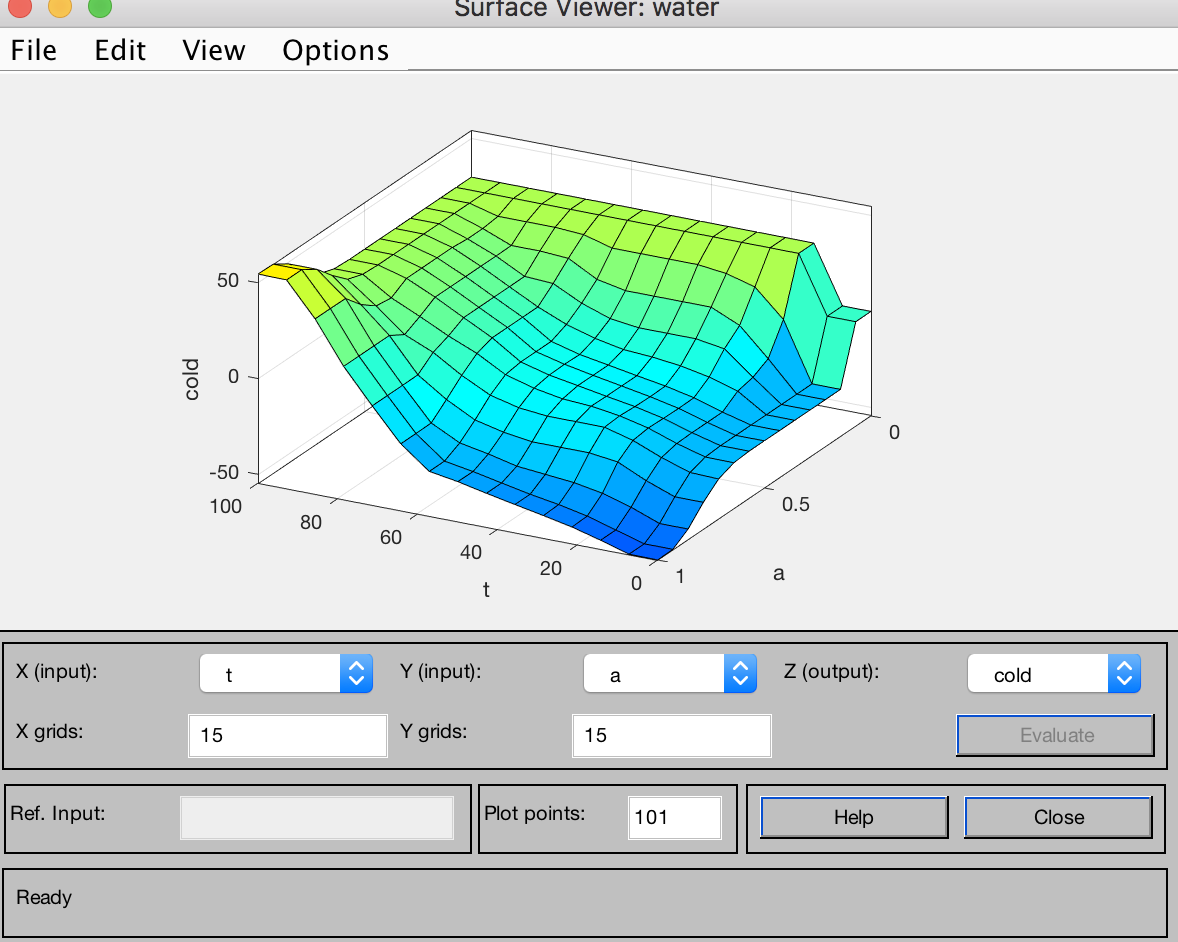 Surface Viewer: water
File Edit View Options
50
0
-50
cold
100
80
60
40
20
0
t
0
0.5
1
a
X (input): t Y (input): a Z (output): cold
X grids: 15 Y grids: 15 Evaluate
Ref. Input: Plot points: 101 Help Close
Ready